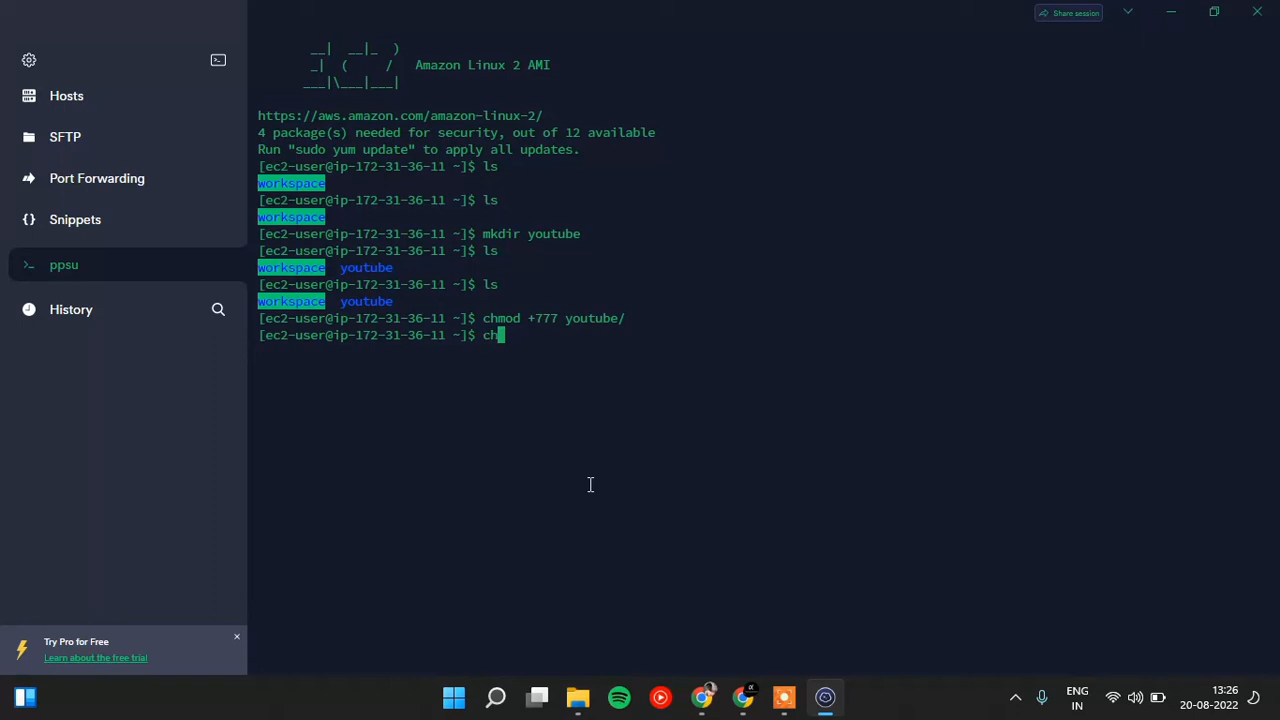 Share session
Hosts
SFTP
Port Forwarding
Snippets
ppsu
History
__|  __|_  )
_|  (     /   Amazon Linux 2 AMI
___|\___|___|
https://aws.amazon.com/amazon-linux-2/
4 package(s) needed for security, out of 12 available
Run "sudo yum update" to apply all updates.
[ec2-user@ip-172-31-36-11 ~]$ ls
workspace
[ec2-user@ip-172-31-36-11 ~]$ ls
workspace
[ec2-user@ip-172-31-36-11 ~]$ mkdir youtube
[ec2-user@ip-172-31-36-11 ~]$ ls
workspace  youtube
[ec2-user@ip-172-31-36-11 ~]$ ls
workspace  youtube
[ec2-user@ip-172-31-36-11 ~]$ chmod +777 youtube/
[ec2-user@ip-172-31-36-11 ~]$ ch
Try Pro for Free
Learn about the free trial
ENG
IN
13:26
20-08-2022